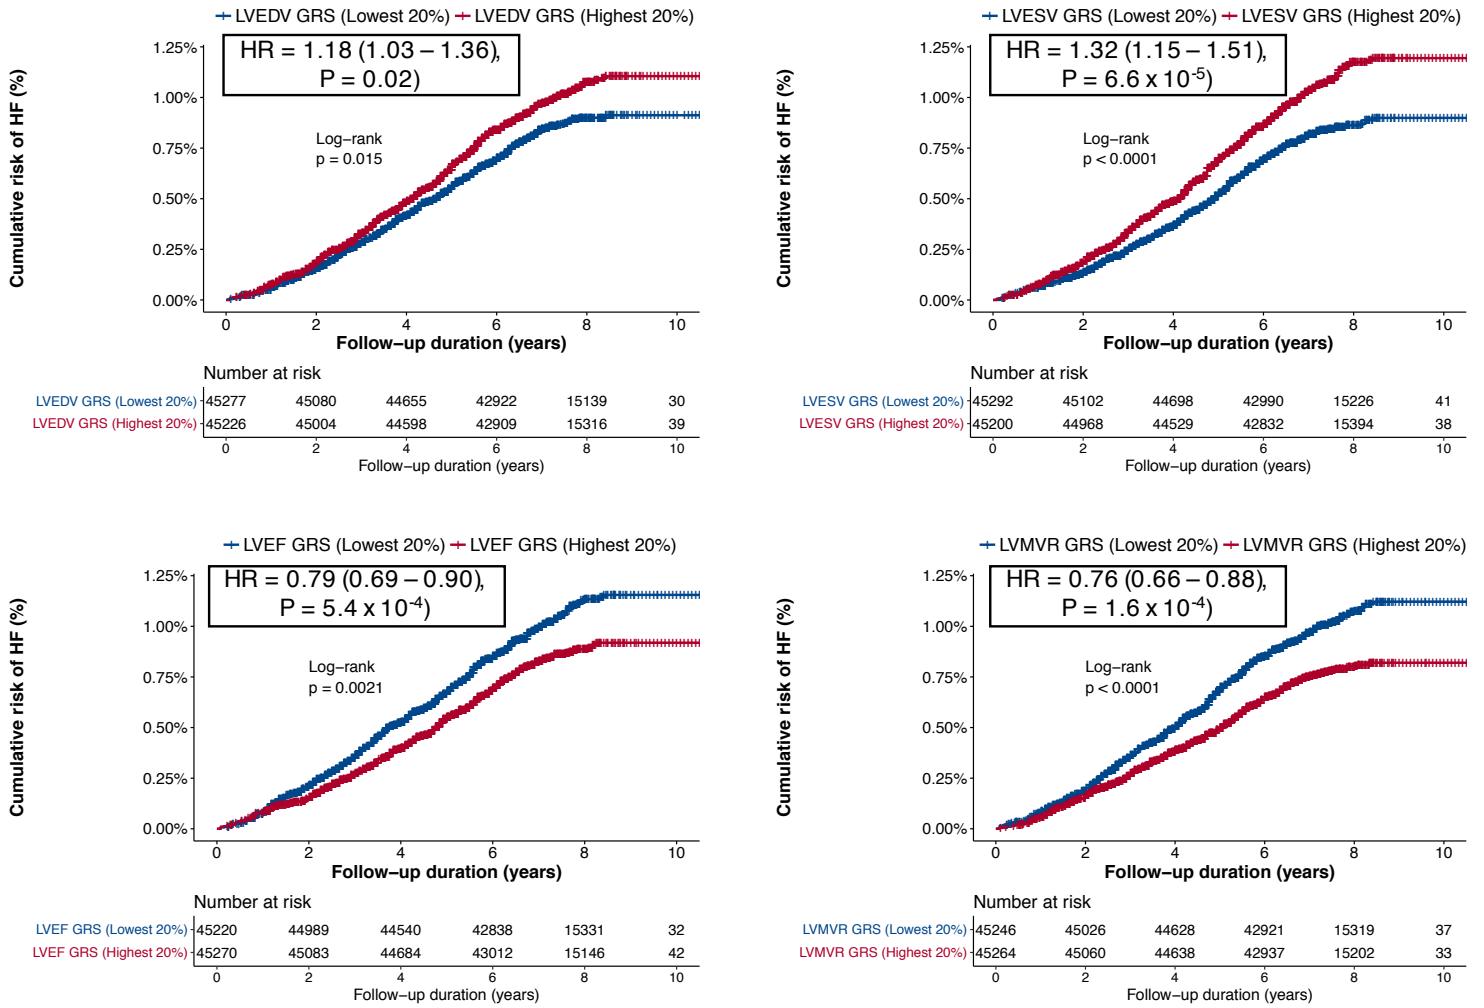 LVEDV GRS (Lowest 20%) LVEDV GRS (Highest 20%)
HR = 1.18 (1.03 – 1.36),
P = 0.02)
Log−rank
p = 0.015
Cumulative risk of HF (%)
1.25%
1.00%
0.75%
0.50%
0.25%
0.00%
0 2 4 6 8 10
Follow−up duration (years)
Number at risk
LVEDV GRS (Lowest 20%) 45277 45080 44655 42922 15139 30
LVEDV GRS (Highest 20%) 45226 45004 44598 42909 15316 39
0 2 4 6 8 10
Follow−up duration (years)
LVESV GRS (Lowest 20%) LVESV GRS (Highest 20%)
HR = 1.32 (1.15 – 1.51),
P = 6.6 x 10-5)
Log−rank
p < 0.0001
Cumulative risk of HF (%)
1.25%
1.00%
0.75%
0.50%
0.25%
0.00%
0 2 4 6 8 10
Follow−up duration (years)
Number at risk
LVESV GRS (Lowest 20%) 45292 45102 44698 42990 15226 41
LVESV GRS (Highest 20%) 45200 44968 44529 42832 15394 38
0 2 4 6 8 10
Follow−up duration (years)
LVEF GRS (Lowest 20%) LVEF GRS (Highest 20%)
HR = 0.79 (0.69 – 0.90),
P = 5.4 x 10-4)
Log−rank
p = 0.0021
Cumulative risk of HF (%)
1.25%
1.00%
0.75%
0.50%
0.25%
0.00%
0 2 4 6 8 10
Follow−up duration (years)
Number at risk
LVEF GRS (Lowest 20%) 45220 44989 44540 42838 15331 32
LVEF GRS (Highest 20%) 45270 45083 44684 43012 15146 42
0 2 4 6 8 10
Follow−up duration (years)
LVMVR GRS (Lowest 20%) LVMVR GRS (Highest 20%)
HR = 0.76 (0.66 – 0.88),
P = 1.6 x 10-4)
Log−rank
p < 0.0001
Cumulative risk of HF (%)
1.25%
1.00%
0.75%
0.50%
0.25%
0.00%
0 2 4 6 8 10
Follow−up duration (years)
Number at risk
LVMVR GRS (Lowest 20%) 45246 45026 44628 42921 15319 37
LVMVR GRS (Highest 20%) 45264 45060 44638 42937 15202 33
0 2 4 6 8 10
Follow−up duration (years)